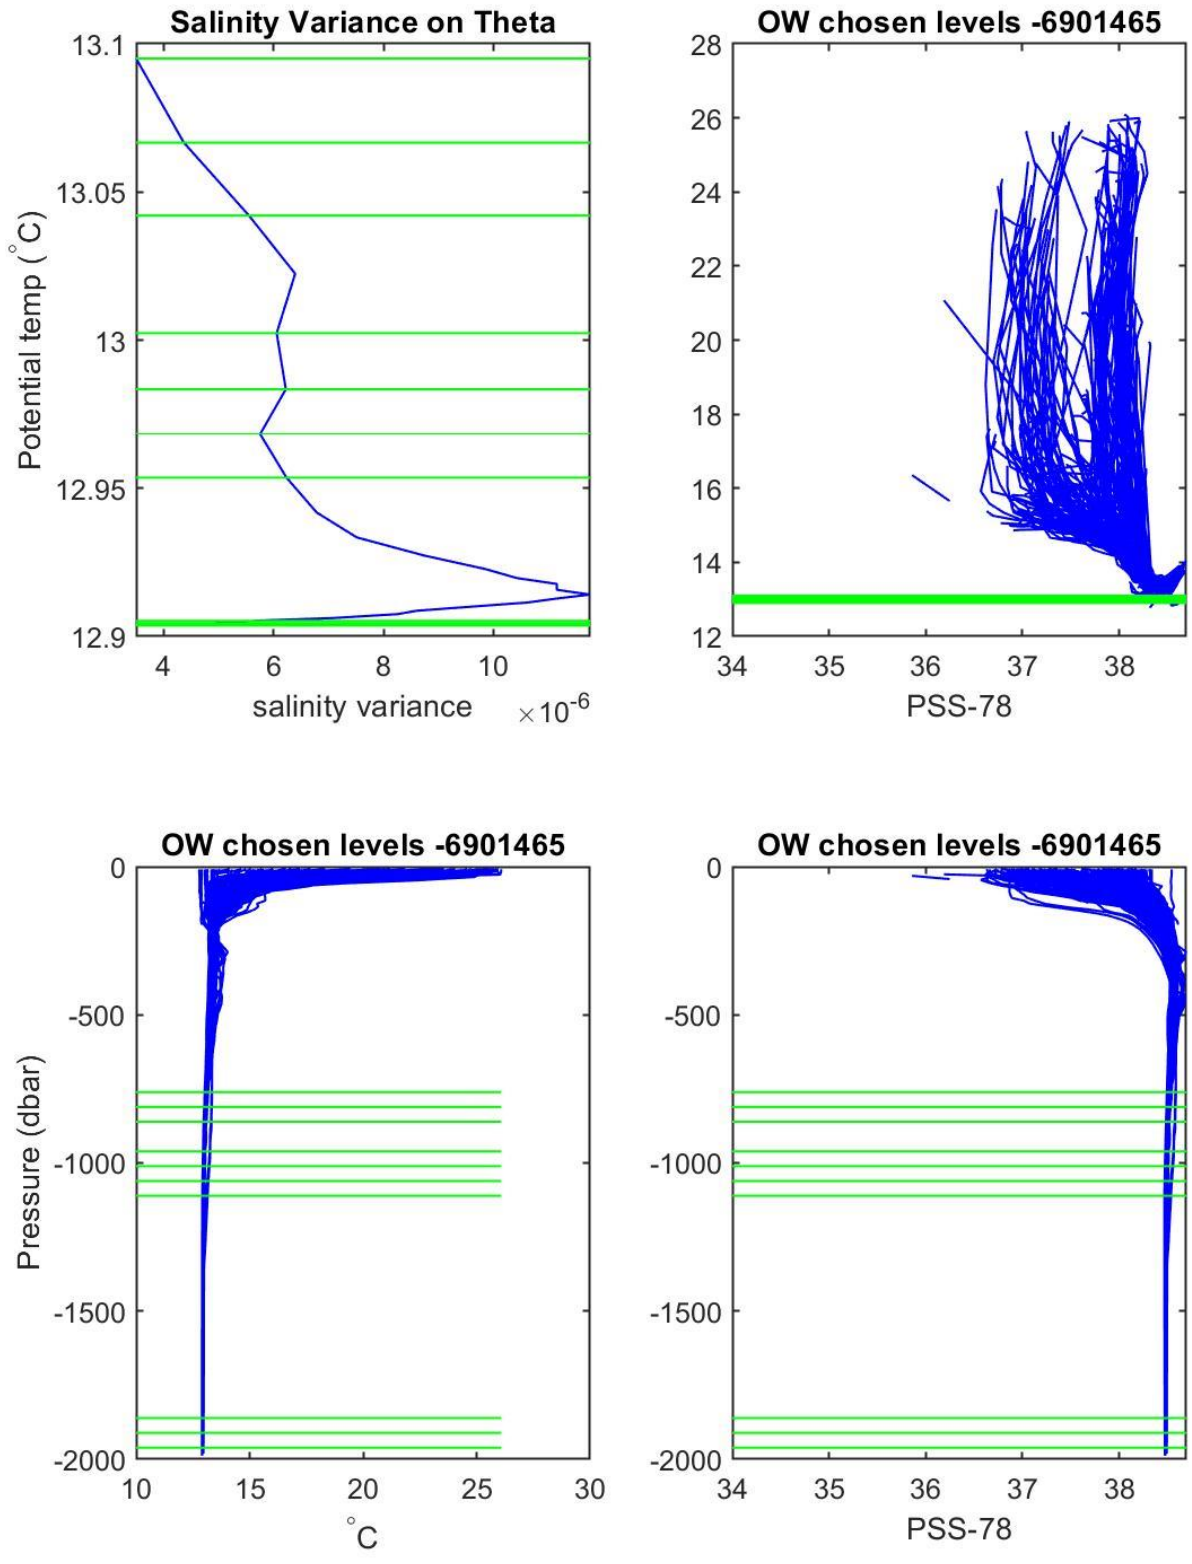 Salinity Variance on Theta
13.1
13.05
13
12.95
12.9
Potential temp (°C)
4 6 8 10
salinity variance ×10-6
OW chosen levels -6901465
28
26
24
22
20
18
16
14
12
34 35 36 37 38
PSS-78
OW chosen levels -6901465
0
-500
-1000
-1500
-2000
Pressure (dbar)
10 15 20 25 30
°C
OW chosen levels -6901465
0
-500
-1000
-1500
-2000
34 35 36 37 38
PSS-78